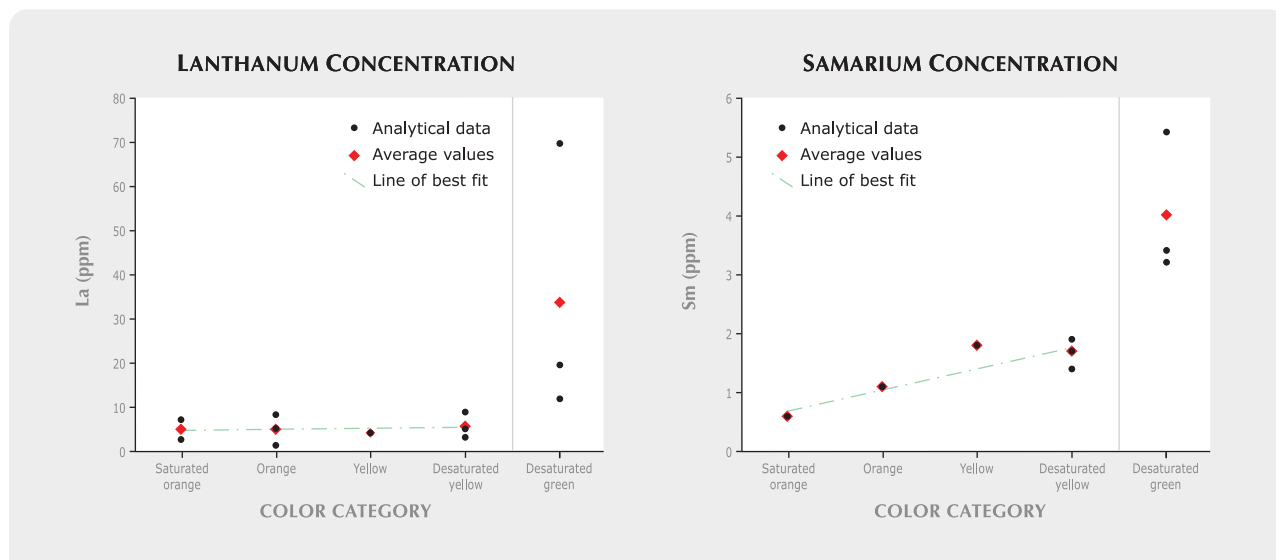 LANTHANUM CONCENTRATION
80
70
60
50
40
30
20
10
0
La (ppm)
Analytical data
Average values
Line of best fit
Saturated
orange
Orange
Yellow
Desaturated
yellow
Desaturated
green
COLOR CATEGORY
SAMARIUM CONCENTRATION
6
5
4
3
2
1
0
Sm (ppm)
Analytical data
Average values
Line of best fit
Saturated
orange
Orange
Yellow
Desaturated
yellow
Desaturated
green
COLOR CATEGORY